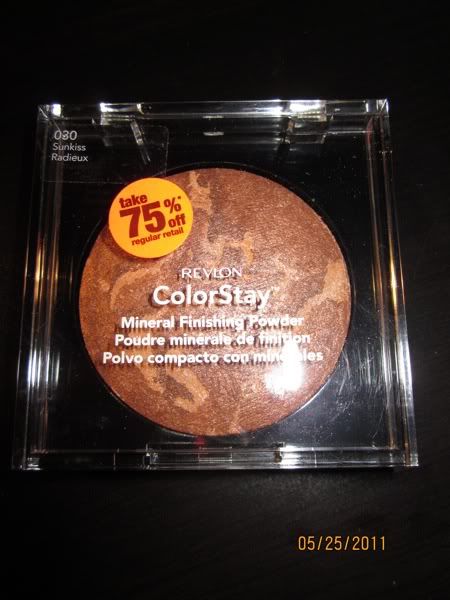 030
Sunkiss
Radieux
take
75%*
off
regular retail
REVLON
ColorStay™
Mineral Finishing Powder
Poudre minérale de finition
Polvo compacto con minerales
05/25/2011